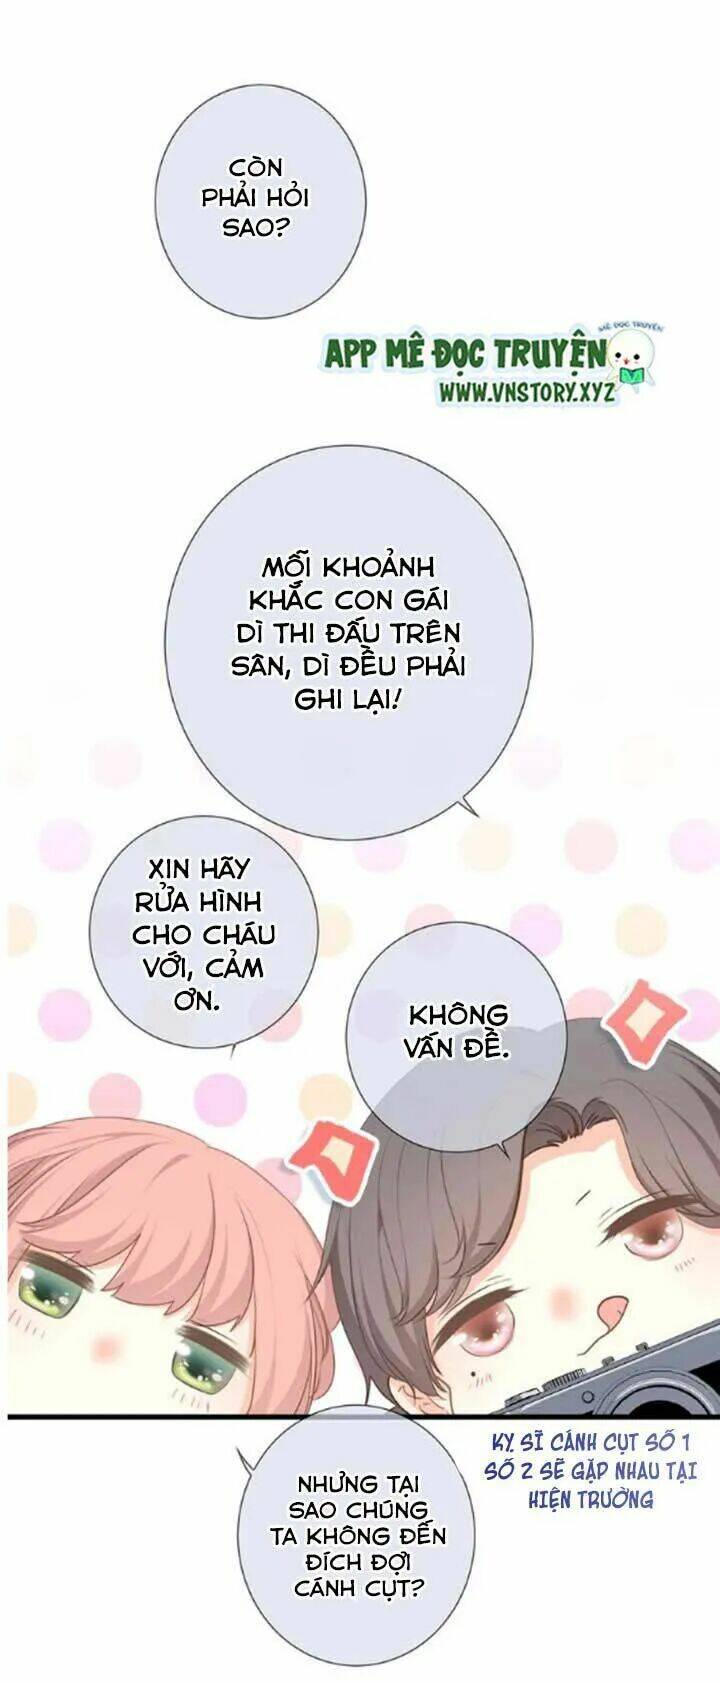 CÒN
PHẢI HỎI
SAO?
MÊ ĐỌC TRUYỆN
APP MÊ ĐỌC TRUYỆN
WWW.VNSTORY.XYZ
MỖI KHOẢNH
KHẮC CON GÁI
DÌ THI ĐẤU TRÊN
SÂN, DÌ ĐỀU PHẢI
GHI LẠI!
XIN HÃY
RỬA HÌNH
CHO CHÁU
VỚI, CẢM
ƠN.
KHÔNG
VẤN ĐỀ.
KỴ SĨ CÁNH CỤT SỐ 1
SỐ 2 SẼ GẶP NHAU TẠI
HIỆN TRƯỜNG
NHƯNG TẠI
SAO CHÚNG
TA KHÔNG ĐẾN
ĐÍCH ĐỢI
CÁNH CỤT?